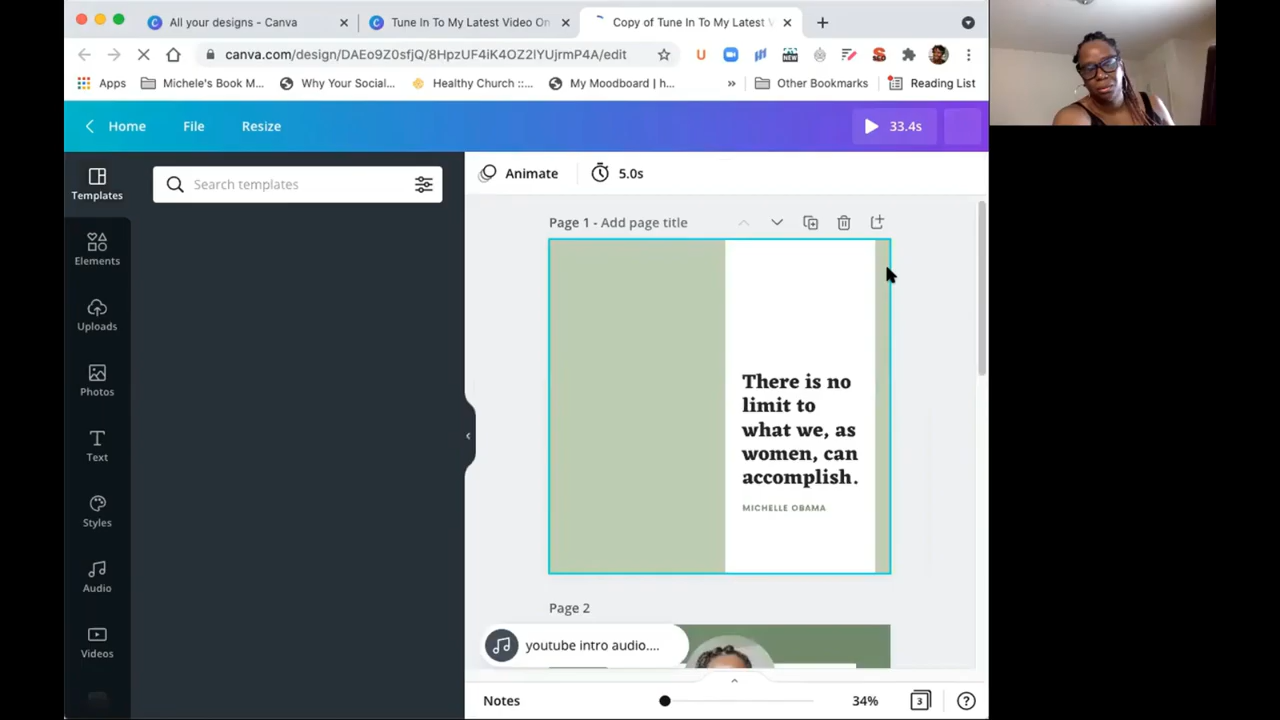 All your designs - Canva
Tune In To My Latest Video On
Copy of Tune In To My Latest V
canva.com/design/DAEo9Z0sfjQ/8HpzUF4iK4OZ2lYUjrmP4A/edit
U
NEW
S
Apps
Michele's Book M...
Why Your Social...
Healthy Church ::...
My Moodboard | h...
»
Other Bookmarks
Reading List
Home
File
Resize
33.4s
Templates
Search templates
Animate
5.0s
Elements
Uploads
Photos
Text
Styles
Audio
Videos
Page 1 - Add page title
There is no
limit to
what we, as
women, can
accomplish.
MICHELLE OBAMA
Page 2
youtube intro audio....
Notes
34%
3
?